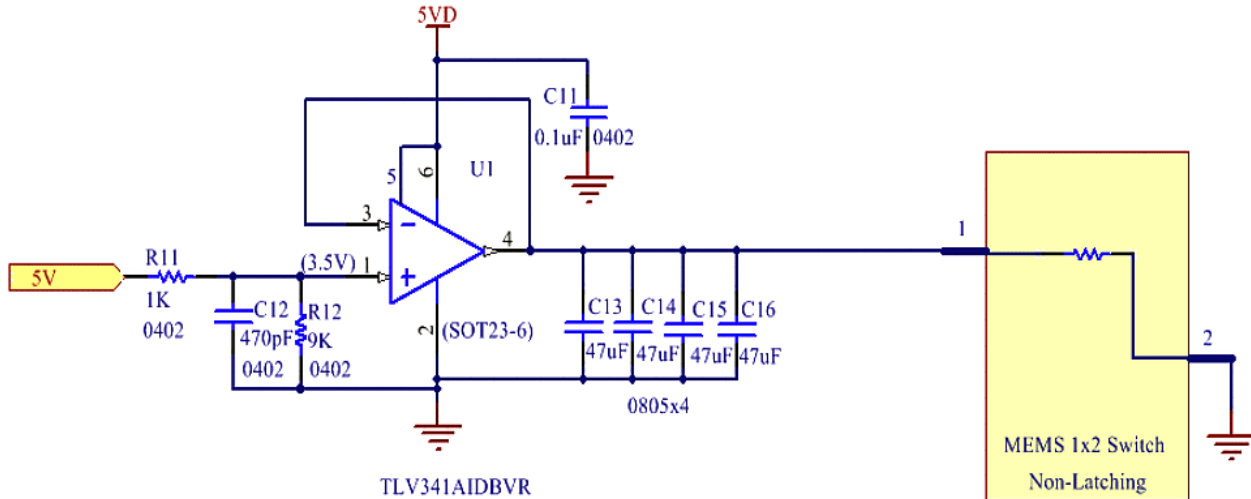 5VD
C11
0.1uF 0402
U1
5
6
3
4
1
R11
(3.5V)
1
5V
1K
0402
C12
470pF
0402
R12
9K
0402
2
(SOT23-6)
C13
47uF
C14
47uF
C15
47uF
C16
47uF
0805x4
2
MEMS 1x2 Switch
Non-Latching
TLV341AIDBVR